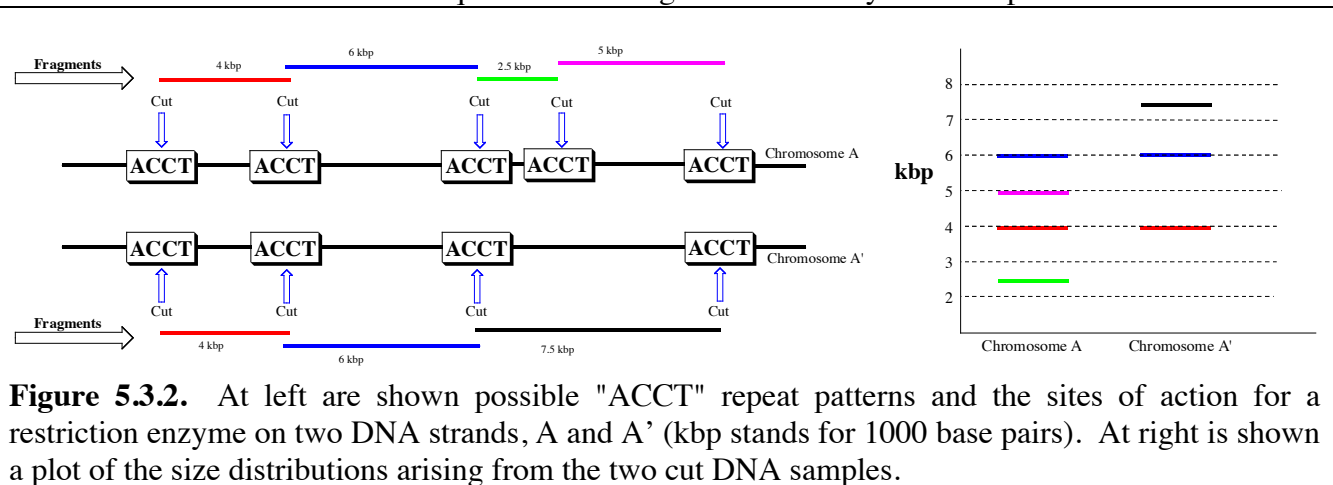 6 kbp
5 kbp
Fragments
4 kbp
2.5 kbp
Cut Cut Cut Cut Cut
ACCT ACCT ACCT ACCT ACCT
Chromosome A
ACCT ACCT ACCT ACCT
Chromosome A'
Cut Cut Cut Cut
Fragments
4 kbp
6 kbp
7.5 kbp
8
7
6
kbp
5
4
3
2
Chromosome A Chromosome A'
Figure 5.3.2. At left are shown possible "ACCT" repeat patterns and the sites of action for a
restriction enzyme on two DNA strands, A and A’ (kbp stands for 1000 base pairs). At right is shown
a plot of the size distributions arising from the two cut DNA samples.